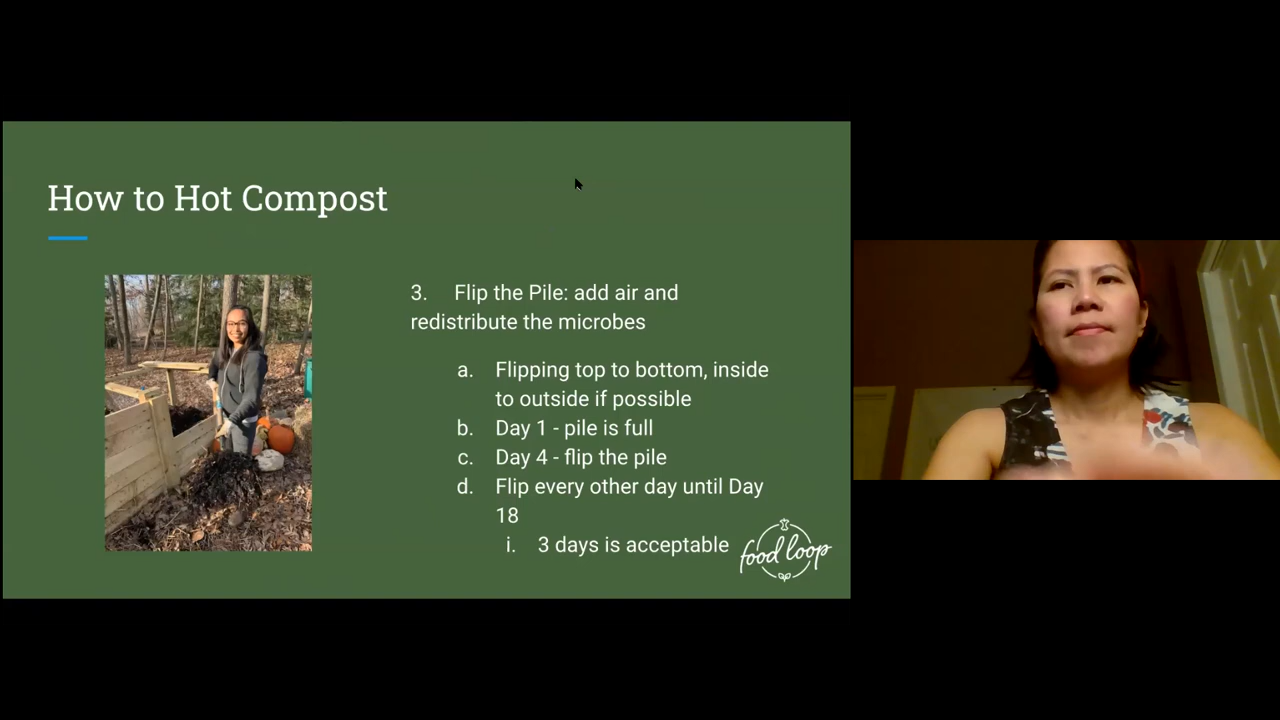 How to Hot Compost
3. Flip the Pile: add air and
redistribute the microbes
a. Flipping top to bottom, inside
to outside if possible
b. Day 1 - pile is full
c. Day 4 - flip the pile
d. Flip every other day until Day
18
i. 3 days is acceptable
food loop